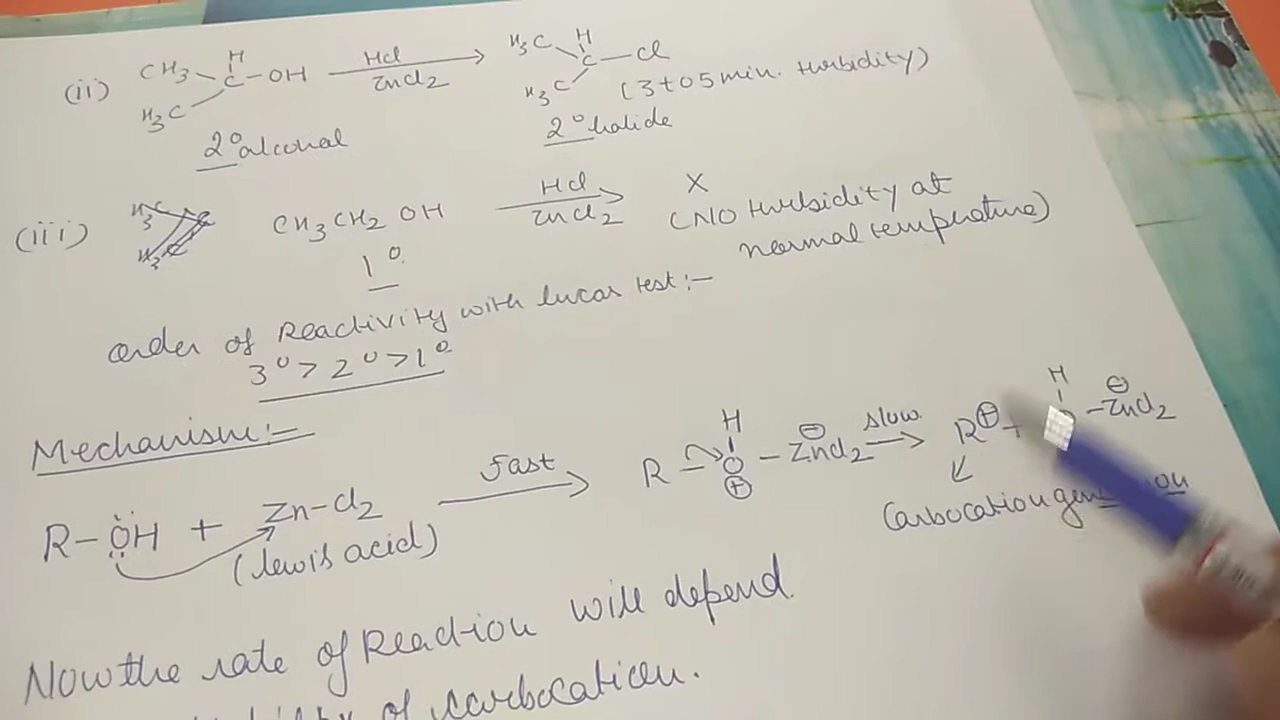 (ii) CH3 H C-OH HCl ZnCl2 H3C H C-Cl
H3C H3C (3 to 5 min. turbidity)
2° alcohal 2° halide
(iii) CH3CH2OH HCl ZnCl2 X
1° (NO turbidity at
normal temperature)
order of Reactivity with lucas test:-
3° > 2° > 1°
Mechanism:-
R-ÖH + Zn-Cl2 fast R-O-ZnCl2 slow R⊕ + H ⊖ZnCl2
H ⊕ ⊖
(lewis acid) Carbocation
Now the rate of Reaction will depend.
of carbocation.